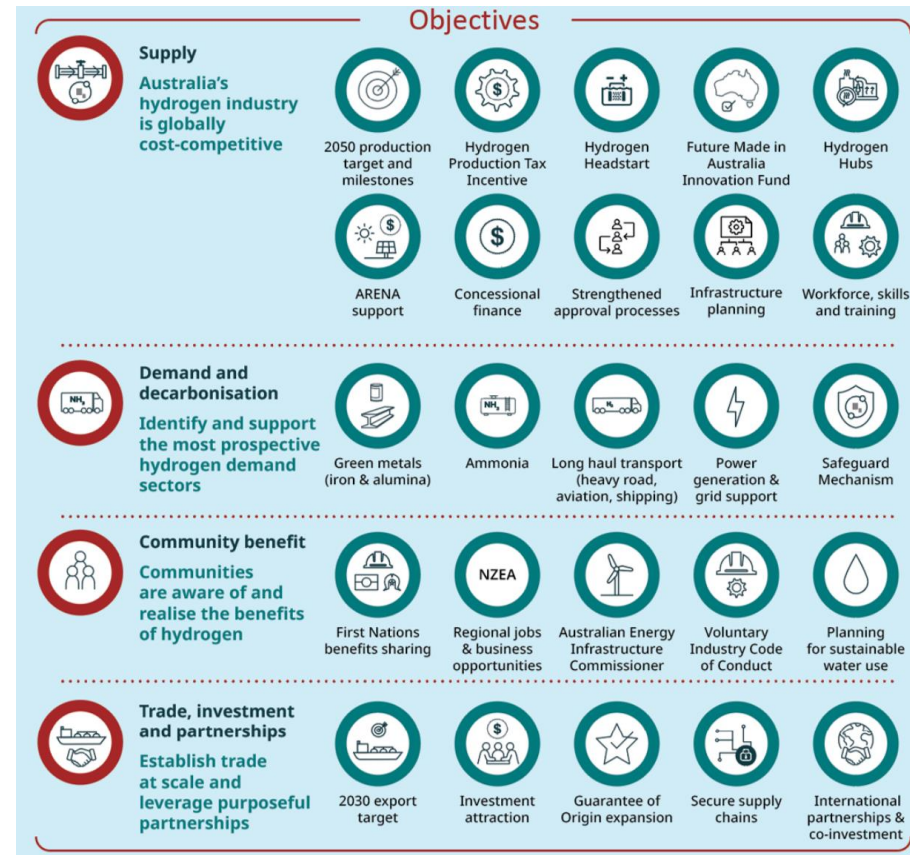 Objectives
Supply
Australia's
hydrogen industry
is globally
cost-competitive
2050 production
target and
milestones
Hydrogen
Production Tax
Incentive
Hydrogen
Headstart
Future Made in
Australia
Innovation Fund
Hydrogen
Hubs
ARENA
support
Concessional
finance
Strengthened
approval processes
Infrastructure
planning
Workforce, skills
and training
Demand and
decarbonisation
Identify and support
the most prospective
hydrogen demand
sectors
NH₃
Green metals
(iron & alumina)
NH₃
Ammonia
H₂
Long haul transport
(heavy road,
aviation, shipping)
Power
generation &
grid support
Safeguard
Mechanism
Community benefit
Communities
are aware of and
realise the benefits
of hydrogen
First Nations
benefits sharing
NZEA
Regional jobs
& business
opportunities
Australian Energy
Infrastructure
Commissioner
Voluntary
Industry Code
of Conduct
Planning
for sustainable
water use
Trade, investment
and partnerships
Establish trade
at scale and
leverage purposeful
partnerships
2030 export
target
Investment
attraction
Guarantee of
Origin expansion
Secure supply
chains
International
partnerships &
co-investment